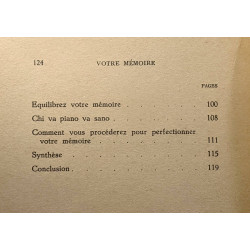 124 VOTRE MÉMOIRE
PAGES
Equilibrez votre mémoire . . . . . . . 100
Chi va piano va sano . . . . . . . . 108
Comment vous procéderez pour perfectionner
votre mémoire . . . . . . . . . 111
Synthèse . . . . . . . . . . . 115
Conclusion . . . . . . . . . . 119